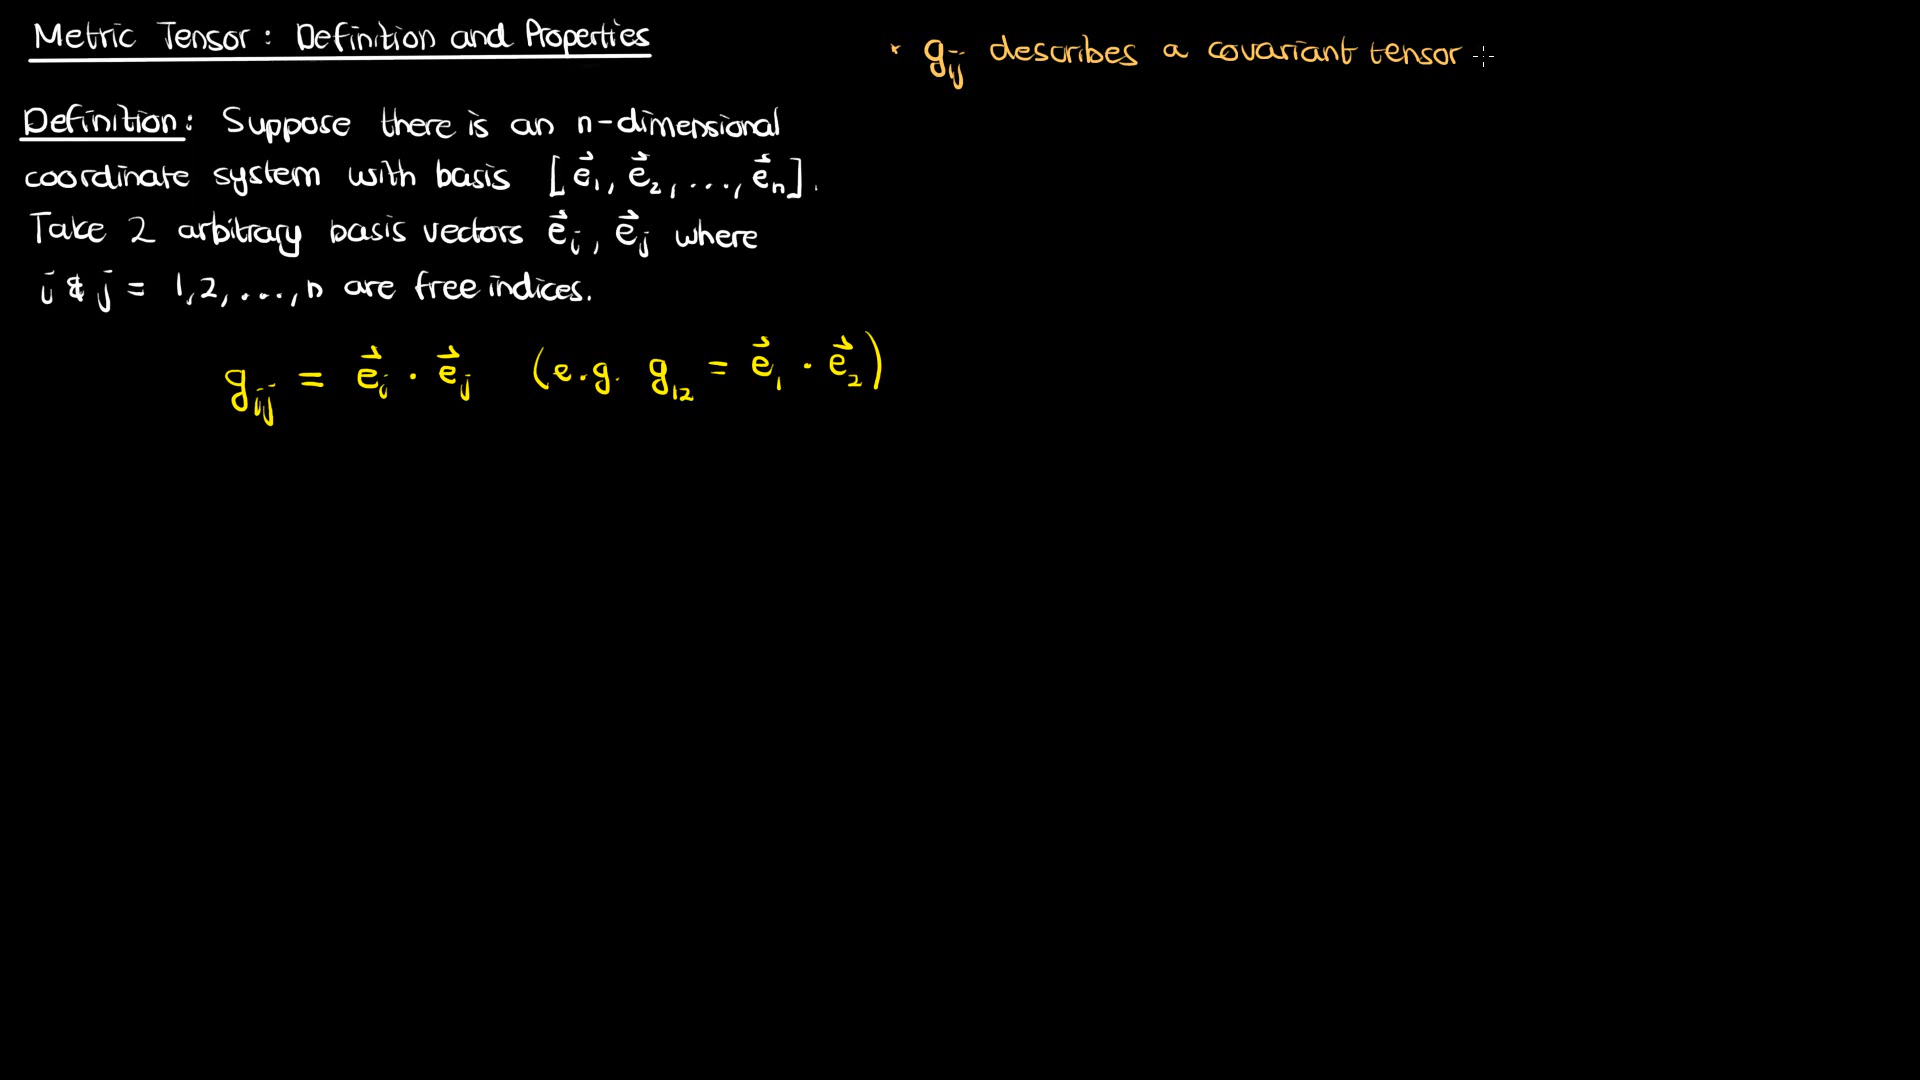 Metric Tensor: Definition and Properties
Definition: Suppose there is an n-dimensional
coordinate system with basis [e⃗₁, e⃗₂, ..., e⃗ₙ].
Take 2 arbitrary basis vectors e⃗ᵢ, e⃗ⱼ where
i & j = 1,2,...,n are free indices.
gᵢⱼ = e⃗ᵢ · e⃗ⱼ (e.g. g₁₂ = e⃗₁ · e⃗₂)
· gᵢⱼ describes a covariant tensor